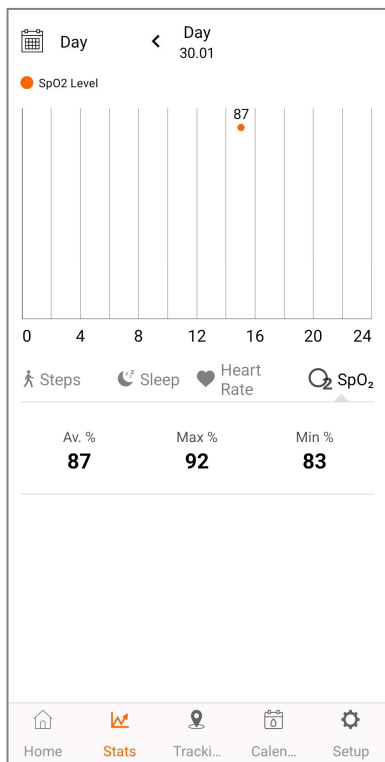 Day
Day
30.01
SpO2 Level
87
0 4 8 12 16 20 24
Steps
Sleep
Heart
Rate
O2 SpO₂
Av. % Max % Min %
87 92 83
Home Stats Tracki... Calen... Setup